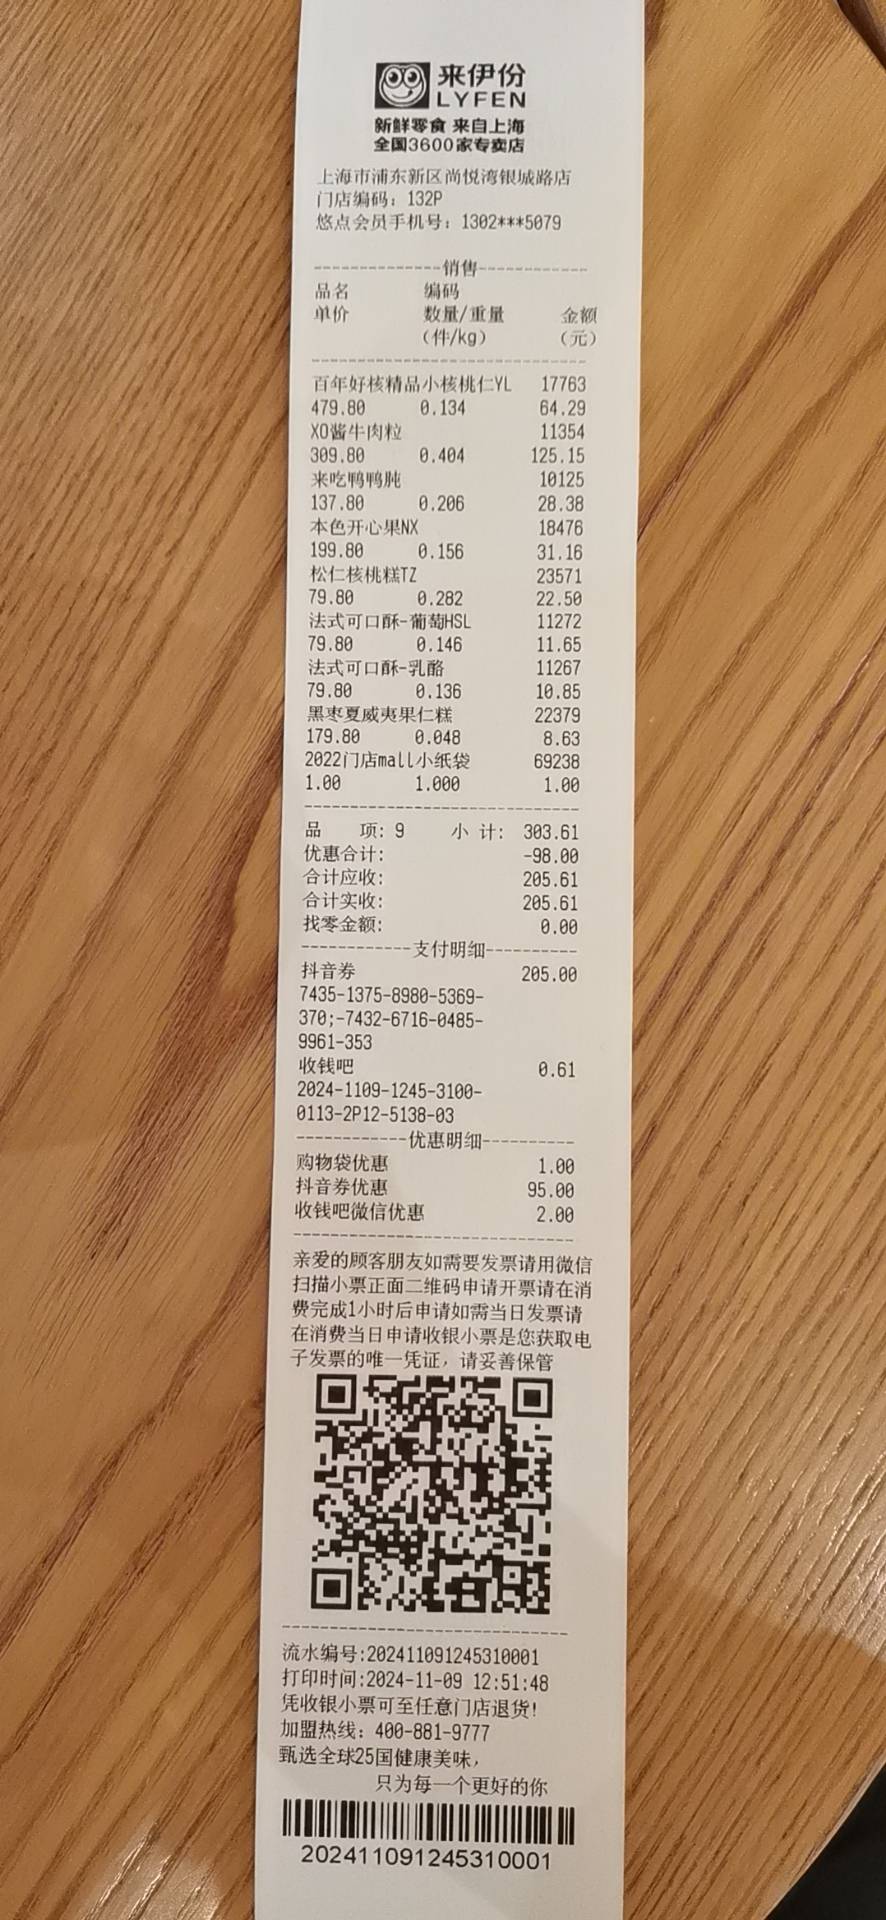 来伊份
LYFEN
新鲜零食 来自上海
全国3600家专卖店
上海市浦东新区尚悦湾银城路店
门店编码：132P
悠点会员手机号：1302***5079
--------------销售------------
品名 编码
单价 数量/重量 金额
（件/kg） （元）
------------------------------
百年好核精品小核桃仁YL 17763
479.80 0.134 64.29
XO酱牛肉粒 11354
309.80 0.404 125.15
来吃鸭鸭肫 10125
137.80 0.206 28.38
本色开心果NX 18476
199.80 0.156 31.16
松仁核桃糕TZ 23571
79.80 0.282 22.50
法式可口酥-葡萄HSL 11272
79.80 0.146 11.65
法式可口酥-乳酪 11267
79.80 0.136 10.85
黑枣夏威夷果仁糕 22379
179.80 0.048 8.63
2022门店mall小纸袋 69238
1.00 1.000 1.00
------------------------------
品 项: 9 小 计: 303.61
优惠合计: -98.00
合计应收: 205.61
合计实收: 205.61
找零金额: 0.00
------------支付明细----------
抖音券 205.00
7435-1375-8980-5369-
370;-7432-6716-0485-
9961-353
收钱吧 0.61
2024-1109-1245-3100-
0113-2P12-5138-03
------------优惠明细----------
购物袋优惠 1.00
抖音券优惠 95.00
收钱吧微信优惠 2.00
------------------------------
亲爱的顾客朋友如需要发票请用微信
扫描小票正面二维码申请开票请在消
费完成1小时后申请如需当日发票请
在消费当日申请收银小票是您获取电
子发票的唯一凭证，请妥善保管
------------------------------
流水编号:202411091245310001
打印时间:2024-11-09 12:51:48
凭收银小票可至任意门店退货!
加盟热线：400-881-9777
甄选全球25国健康美味，
只为每一个更好的你
202411091245310001